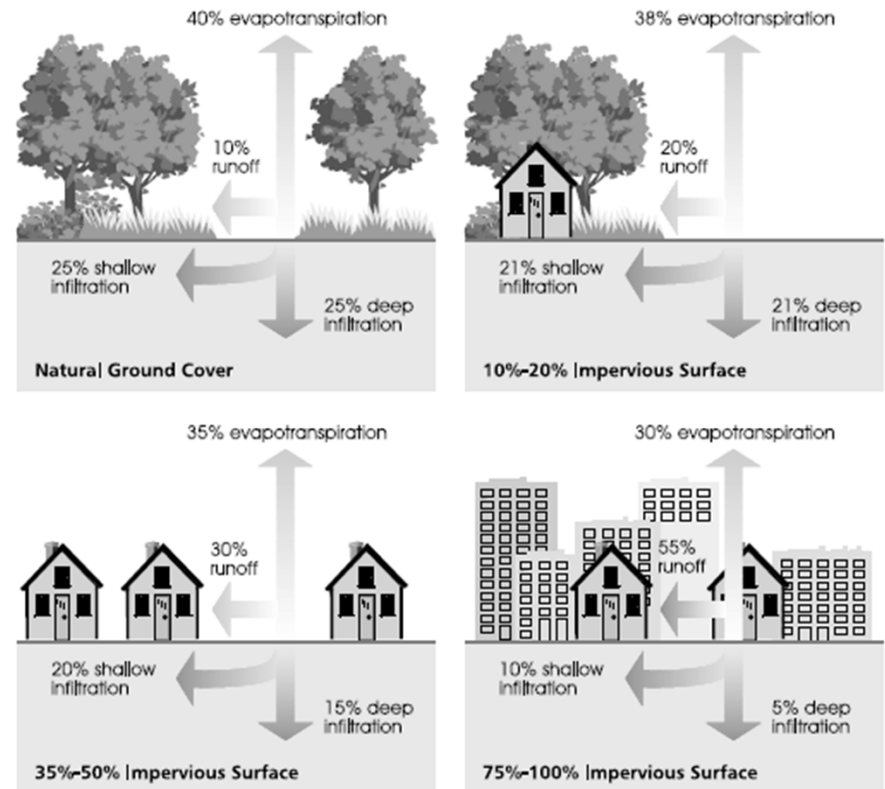 40% evapotranspiration
10%
runoff
25% shallow
infiltration
25% deep
infiltration
Natural Ground Cover
38% evapotranspiration
20%
runoff
21% shallow
infiltration
21% deep
infiltration
10%-20% Impervious Surface
35% evapotranspiration
30%
runoff
20% shallow
infiltration
15% deep
infiltration
35%-50% Impervious Surface
30% evapotranspiration
55%
runoff
10% shallow
infiltration
5% deep
infiltration
75%-100% Impervious Surface